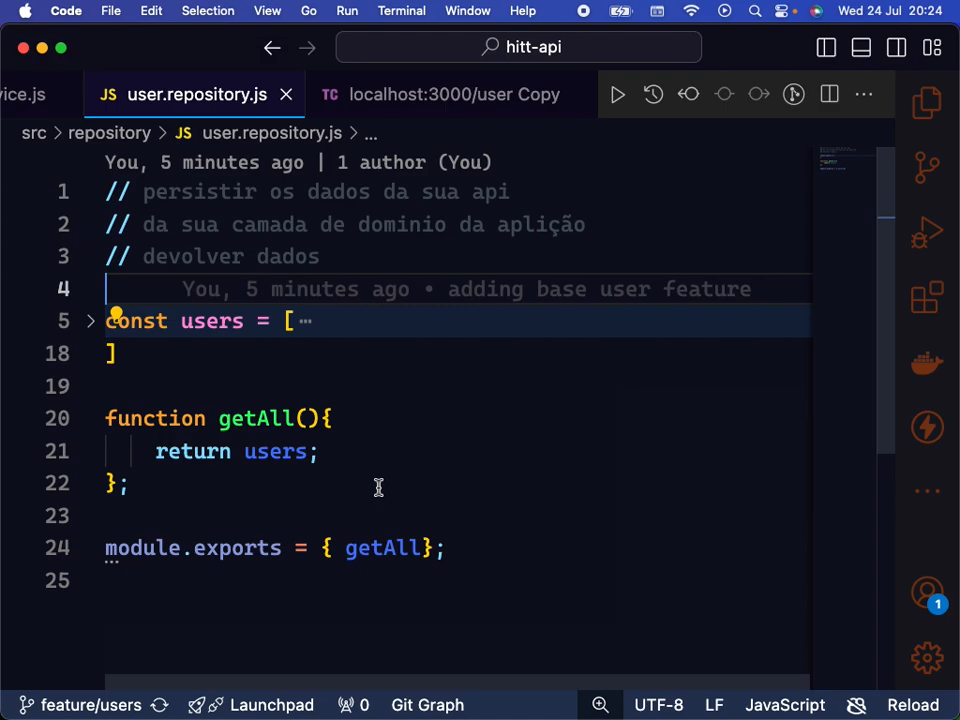 Code File Edit Selection View Go Run Terminal Window Help Wed 24 Jul 20:24
hitt-api
vice.js JS user.repository.js TC localhost:3000/user Copy
src > repository > JS user.repository.js > ...
You, 5 minutes ago | 1 author (You)
1 // persistir os dados da sua api
2 // da sua camada de dominio da aplição
3 // devolver dados
4 You, 5 minutes ago • adding base user feature
5 const users = [ ⋯
18 ]
19
20 function getAll(){
21 return users;
22 };
23
24 module.exports = { getAll};
25
1
feature/users Launchpad 0 Git Graph UTF-8 LF JavaScript Reload